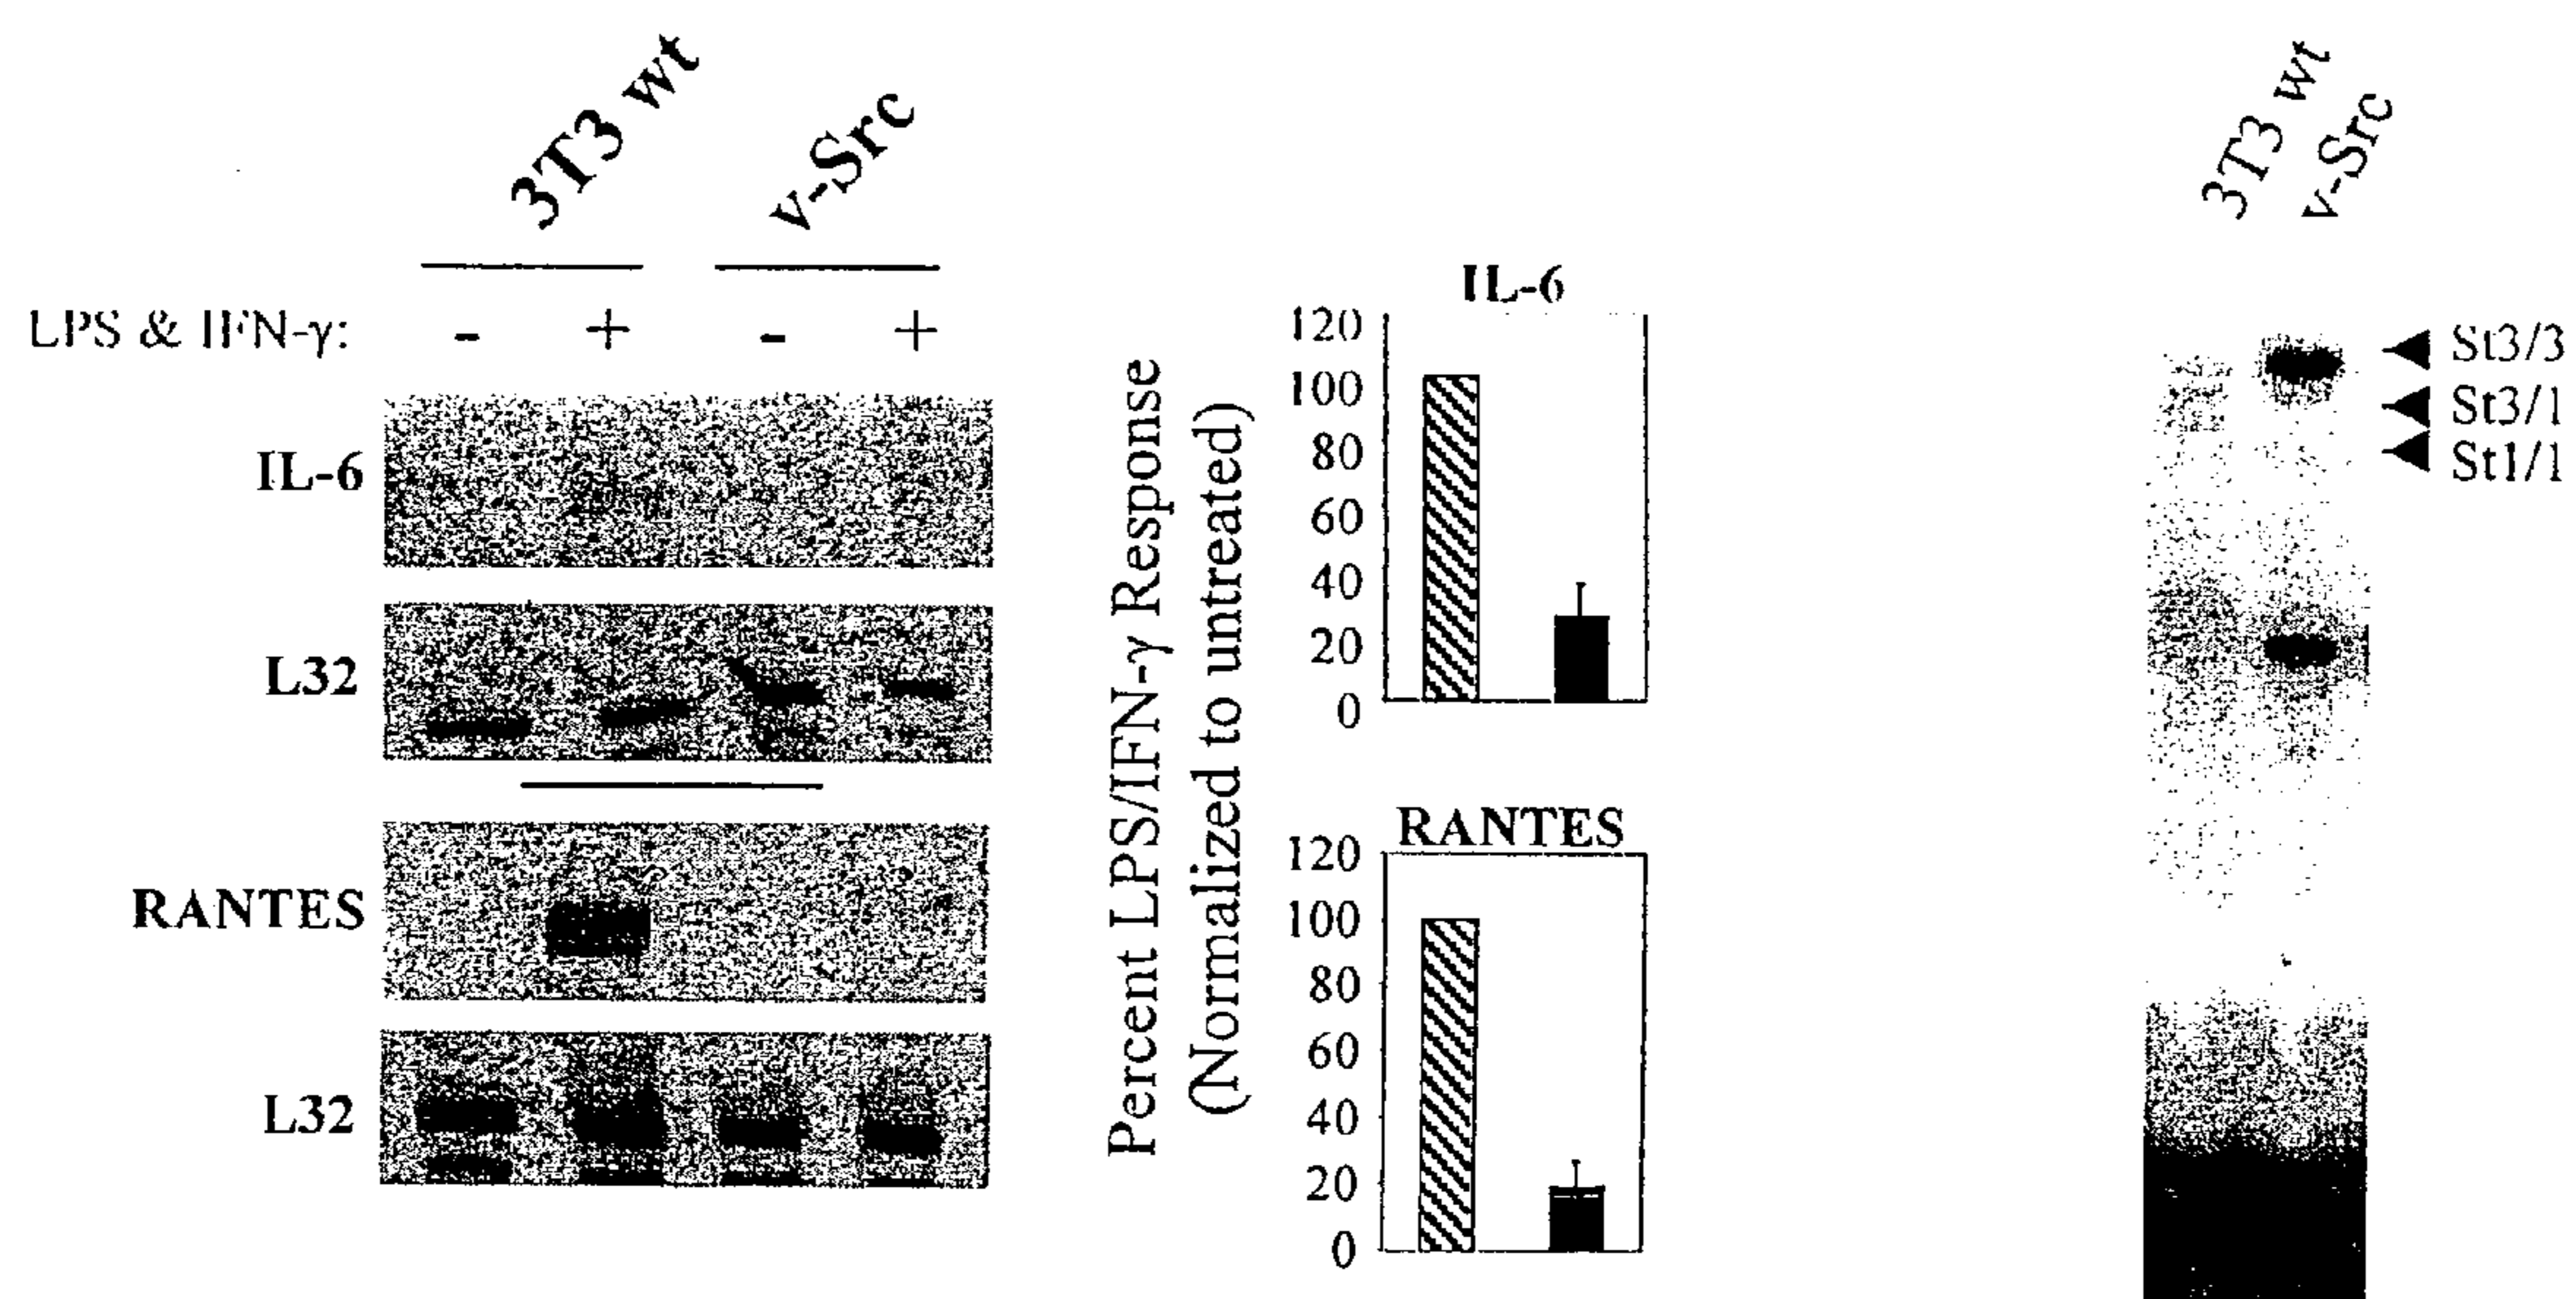 3T3 wt
v-Src
LPS & IFN-γ:
- + - +
IL-6
L32
RANTES
L32
Percent LPS/IFN-γ Response
(Normalized to untreated)
IL-6
120
100
80
60
40
20
0
RANTES
120
100
80
60
40
20
0
3T3 wt
v-Src
St3/3
St3/1
St1/1